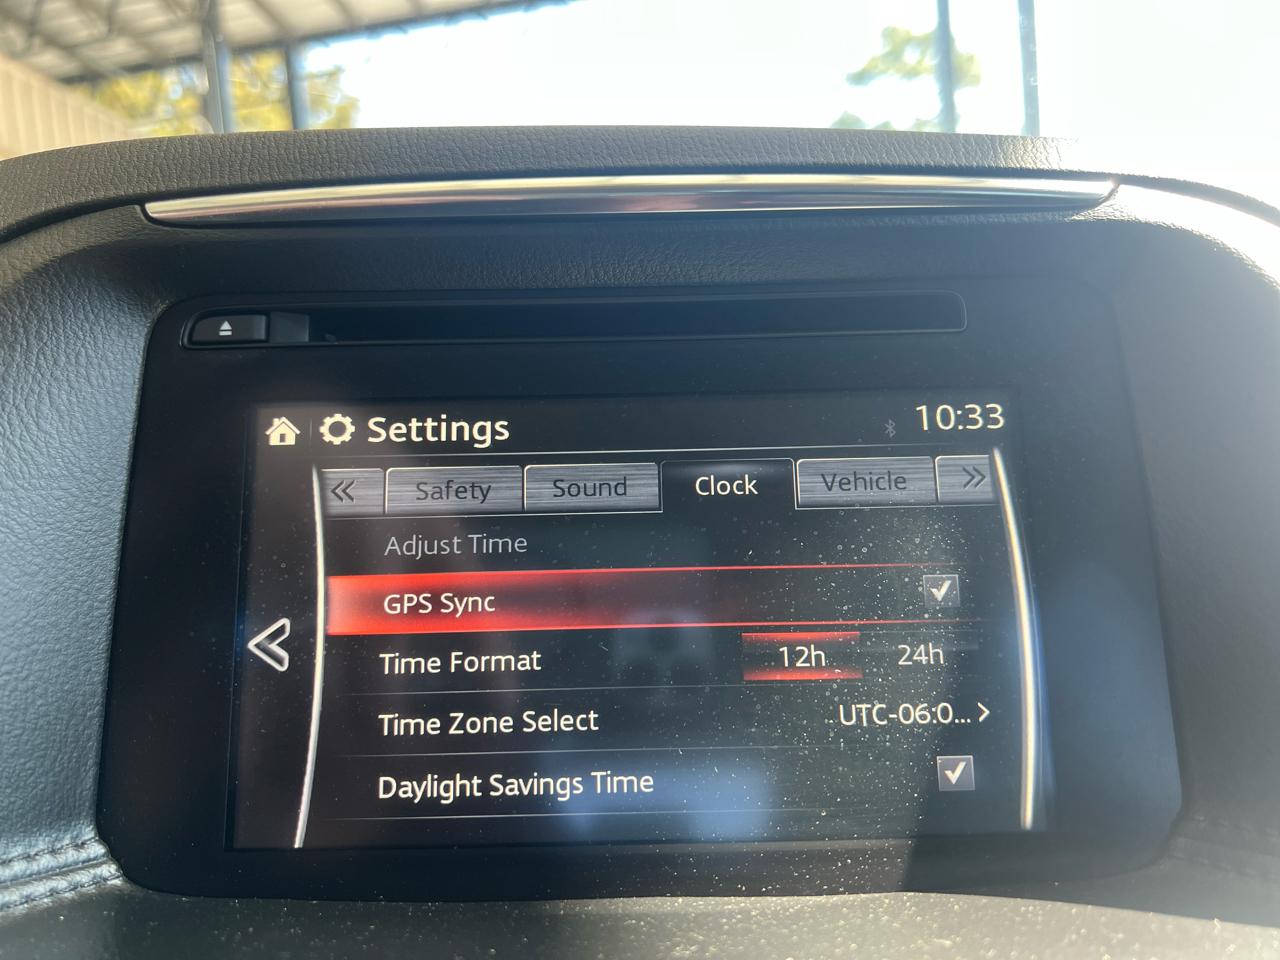 Settings
10:33
Safety Sound Clock Vehicle
Adjust Time
GPS Sync
Time Format 12h 24h
Time Zone Select UTC-06:0...
Daylight Savings Time